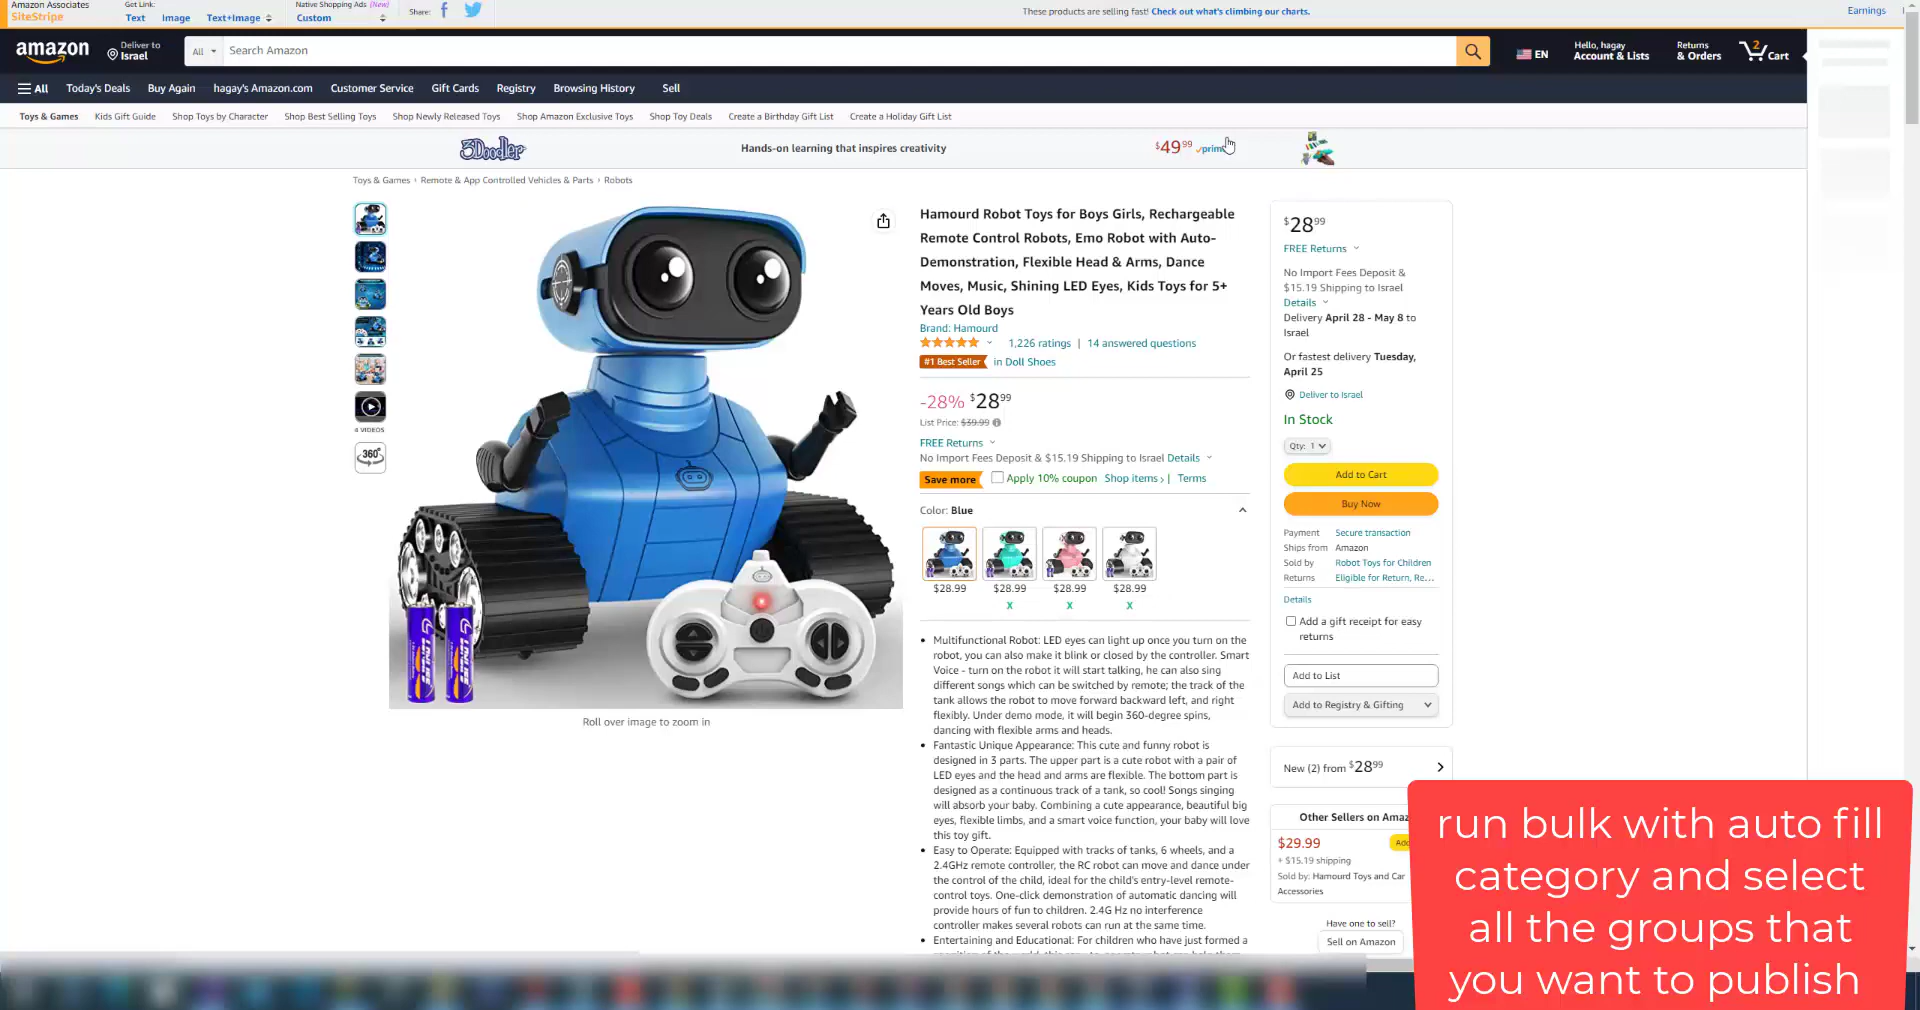 Amazon Associates
SiteStripe
Get Link:
Text Image Text+Image
Native Shopping Ads (New)
Custom
Share:
These products are selling fast! Check out what's climbing our charts.
Earnings
amazon
Deliver to
Israel
All
Search Amazon
EN
Hello, hagay
Account & Lists
Returns
& Orders
2
Cart
All Today's Deals Buy Again hagay's Amazon.com Customer Service Gift Cards Registry Browsing History Sell
Toys & Games Kids Gift Guide Shop Toys by Character Shop Best Selling Toys Shop Newly Released Toys Shop Amazon Exclusive Toys Shop Toy Deals Create a Birthday Gift List Create a Holiday Gift List
3Doodler
Hands-on learning that inspires creativity
$49 99 prime
Toys & Games › Remote & App Controlled Vehicles & Parts › Robots
4 VIDEOS
360°
Roll over image to zoom in
Hamourd Robot Toys for Boys Girls, Rechargeable
Remote Control Robots, Emo Robot with Auto-
Demonstration, Flexible Head & Arms, Dance
Moves, Music, Shining LED Eyes, Kids Toys for 5+
Years Old Boys
Brand: Hamourd
1,226 ratings | 14 answered questions
#1 Best Seller in Doll Shoes
-28% $28 99
List Price: $39.99
FREE Returns
No Import Fees Deposit & $15.19 Shipping to Israel Details
Save more Apply 10% coupon Shop items › | Terms
Color: Blue
$28.99 $28.99 $28.99 $28.99
X X X
• Multifunctional Robot: LED eyes can light up once you turn on the
robot, you can also make it blink or closed by the controller. Smart
Voice - turn on the robot it will start talking, he can also sing
different songs which can be switched by remote; the track of the
tank allows the robot to move forward backward left, and right
flexibly. Under demo mode, it will begin 360-degree spins,
dancing with flexible arms and heads.
• Fantastic Unique Appearance: This cute and funny robot is
designed in 3 parts. The upper part is a cute robot with a pair of
LED eyes and the head and arms are flexible. The bottom part is
designed as a continuous track of a tank, so cool! Songs singing
will absorb your baby. Combining a cute appearance, beautiful big
eyes, flexible limbs, and a smart voice function, your baby will love
this toy gift.
• Easy to Operate: Equipped with tracks of tanks, 6 wheels, and a
2.4GHz remote controller, the RC robot can move and dance under
the control of the child, ideal for the child's entry-level remote-
control toys. One-click demonstration of automatic dancing will
provide hours of fun to children. 2.4G Hz no interference
controller makes several robots can run at the same time.
• Entertaining and Educational: For children who have just formed a
$28 99
FREE Returns
No Import Fees Deposit &
$15.19 Shipping to Israel
Details
Delivery April 28 - May 8 to
Israel
Or fastest delivery Tuesday,
April 25
Deliver to Israel
In Stock
Qty: 1
Add to Cart
Buy Now
Payment Secure transaction
Ships from Amazon
Sold by Robot Toys for Children
Returns Eligible for Return, Re...
Details
Add a gift receipt for easy
returns
Add to List
Add to Registry & Gifting
New (2) from $28 99
Other Sellers on Amaz
$29.99
Add
+ $15.19 shipping
Sold by: Hamourd Toys and Car
Accessories
Have one to sell?
Sell on Amazon
run bulk with auto fill
category and select
all the groups that
you want to publish